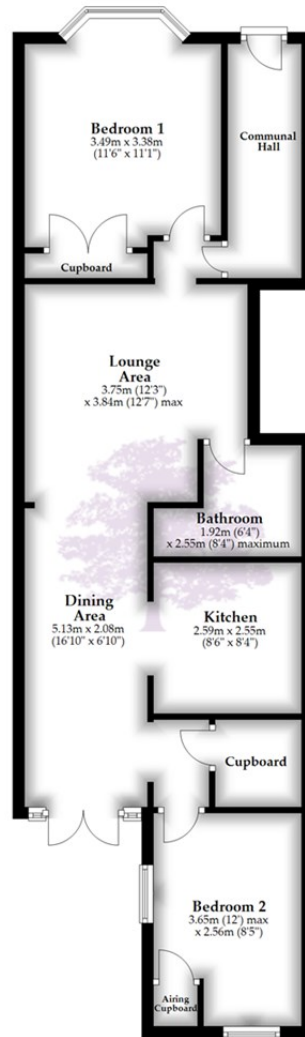 Bedroom 1
3.49m x 3.38m
(11'6" x 11'1")
Communal
Hall
Cupboard
Lounge
Area
3.75m (12'3")
x 3.84m (12'7") max
Bathroom
1.92m (6'4")
x 2.55m (8'4") maximum
Dining
Area
5.13m x 2.08m
(16'10" x 6'10")
Kitchen
2.59m x 2.55m
(8'6" x 8'4")
Cupboard
Bedroom 2
3.65m (12') max
x 2.56m (8'5")
Airing
Cupboard